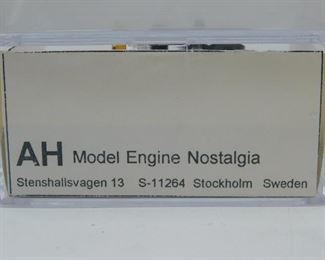 AH Model Engine Nostalgia
Stenshallsvagen 13 S-11264 Stockholm Sweden